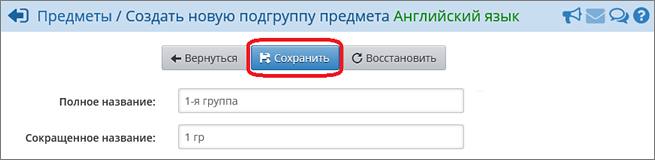 Предметы / Создать новую подгруппу предмета Английский язык
Вернуться Сохранить Восстановить
Полное название: 1-я группа
Сокращенное название: 1 гр